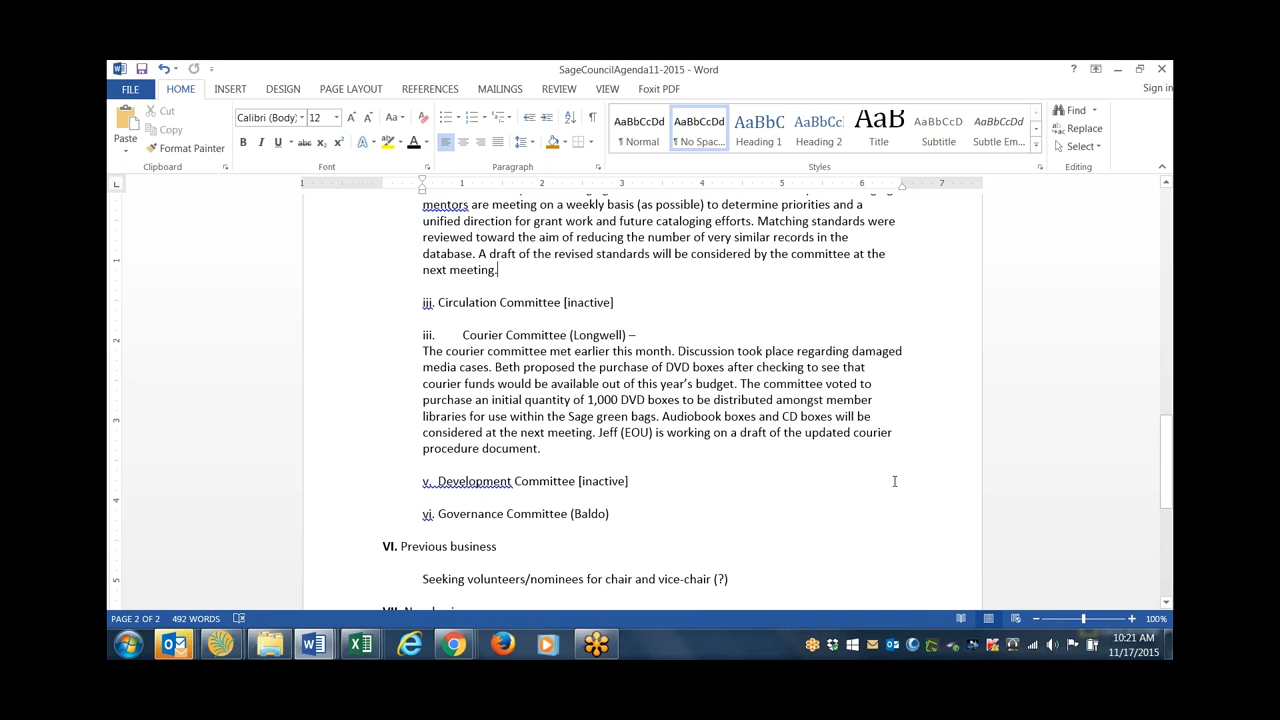 SageCouncilAgenda11-2015 - Word
?
FILE HOME INSERT DESIGN PAGE LAYOUT REFERENCES MAILINGS REVIEW VIEW Foxit PDF Sign in
Paste Cut Copy Format Painter
Calibri (Body) 12
B I U abc x₂ x² A A
AaBbCcDd AaBbCcDd AaBbC AaBbCc AaB AaBbCcD AaBbCcDd
¶ Normal ¶ No Spac... Heading 1 Heading 2 Title Subtitle Subtle Em...
Find
Replace
Select
Clipboard Font Paragraph Styles Editing
1 1 2 3 4 5 6 7
mentors are meeting on a weekly basis (as possible) to determine priorities and a
unified direction for grant work and future cataloging efforts. Matching standards were
reviewed toward the aim of reducing the number of very similar records in the
database. A draft of the revised standards will be considered by the committee at the
next meeting.
iii. Circulation Committee [inactive]
iii. Courier Committee (Longwell) –
The courier committee met earlier this month. Discussion took place regarding damaged
media cases. Beth proposed the purchase of DVD boxes after checking to see that
courier funds would be available out of this year's budget. The committee voted to
purchase an initial quantity of 1,000 DVD boxes to be distributed amongst member
libraries for use within the Sage green bags. Audiobook boxes and CD boxes will be
considered at the next meeting. Jeff (EOU) is working on a draft of the updated courier
procedure document.
v. Development Committee [inactive]
vi. Governance Committee (Baldo)
VI. Previous business
Seeking volunteers/nominees for chair and vice-chair (?)
PAGE 2 OF 2 492 WORDS 100%
10:21 AM
11/17/2015